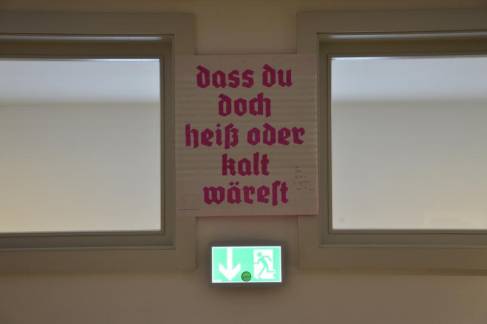 dass du
doch
heiß oder
kalt
wärest